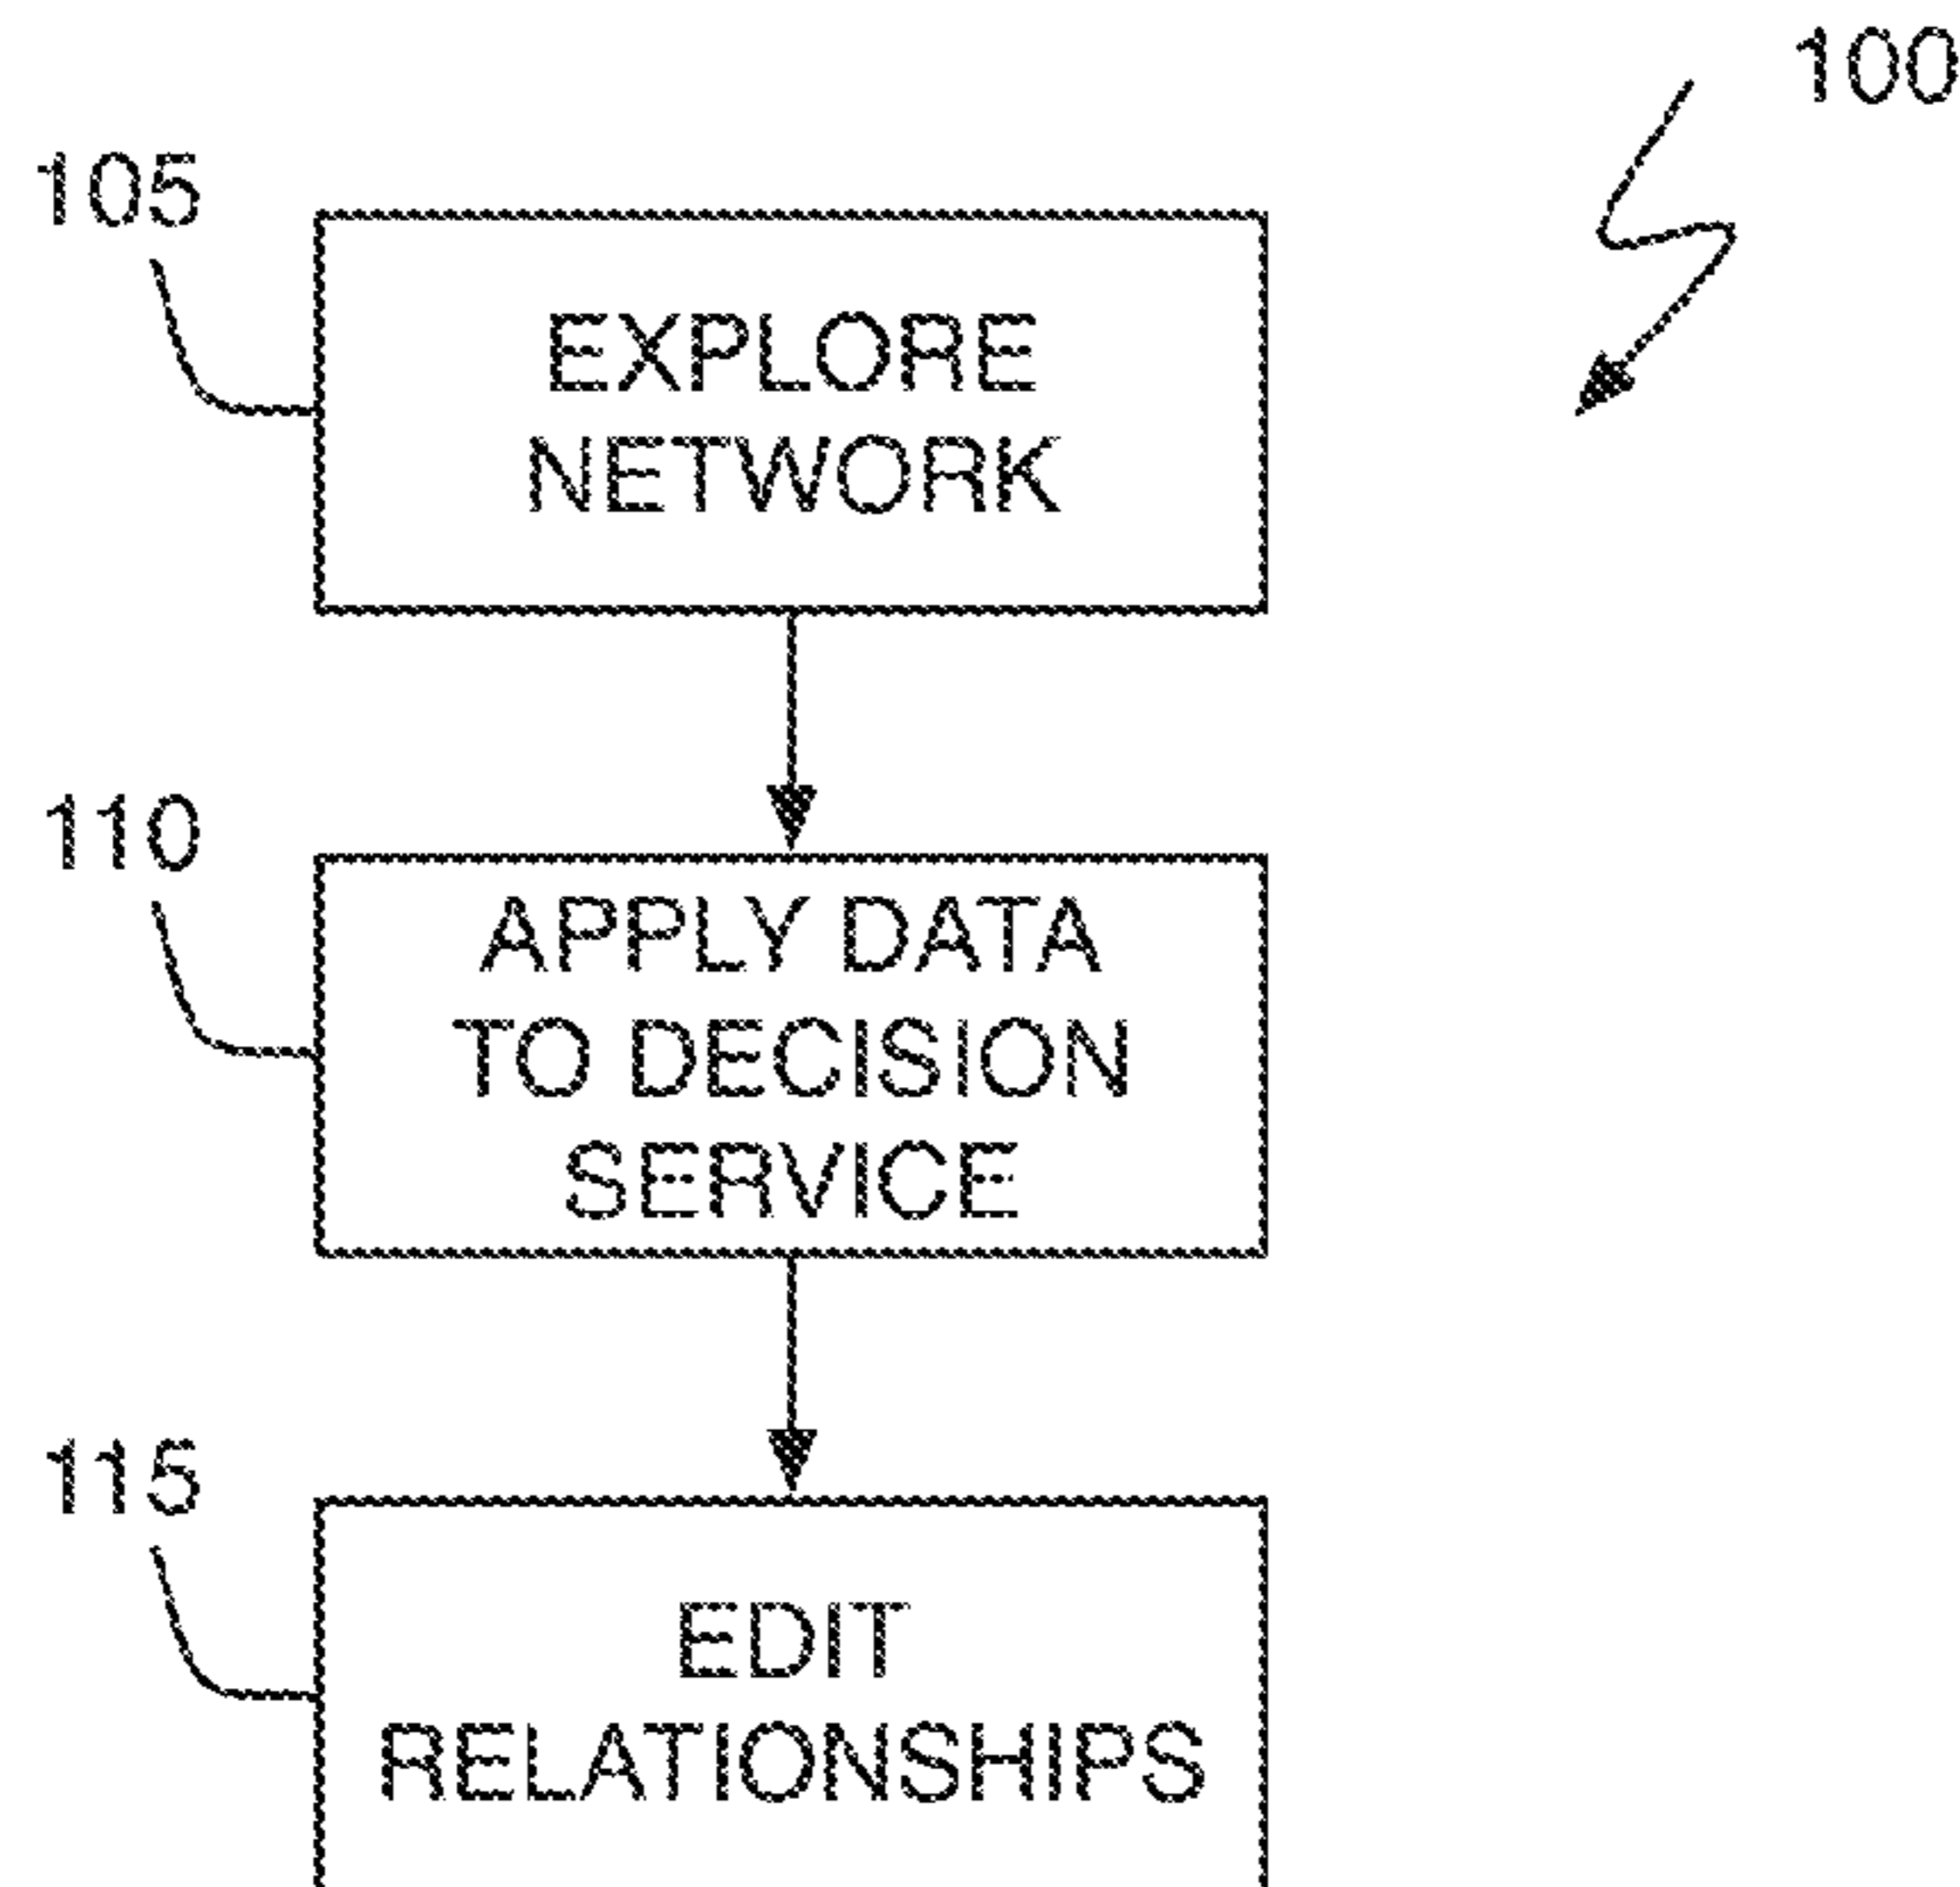 100
105
EXPLORE
NETWORK
110
APPLY DATA
TO DECISION
SERVICE
115
EDIT
RELATIONSHIPS